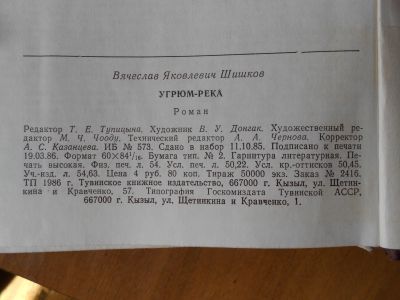 Вячеслав Яковлевич Шишков
УГРЮМ-РЕКА
Роман
Редактор Т. Е. Тупицына, Художник В. У. Донгак. Художественный ре-
дактор М. Ч. Чооду, Технический редактор А. А. Чернова. Корректор
А. С. Казанцева. ИБ № 573. Сдано в набор 11.10.85. Подписано к печати
19.03.86. Формат 60×84¹/₁₆. Бумага тип. № 2. Гарнитура литературная. Пе-
чать высокая. Физ. печ. л. 54. Усл. печ. л. 50,22. Усл. кр.-оттисков 50,45.
Уч.-изд. л. 54,63. Цена 4 руб. 80 коп. Тираж 50000 экз. Заказ № 2416.
ТП 1986 г. Тувинское книжное издательство, 667000 г. Кызыл, ул. Щетин-
кина и Кравченко, 57. Типография Госкомиздата Тувинской АССР,
667000 г. Кызыл, ул. Щетинкина и Кравченко, 1.